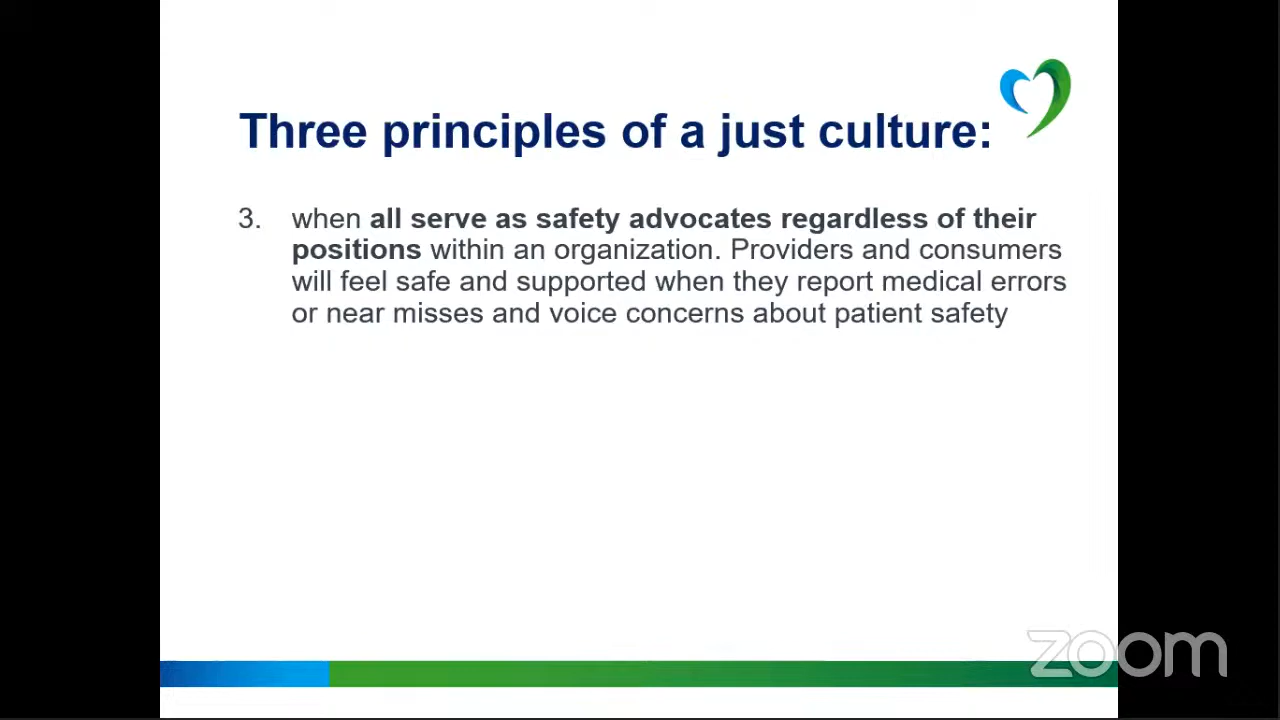 Three principles of a just culture:
3. when all serve as safety advocates regardless of their
positions within an organization. Providers and consumers
will feel safe and supported when they report medical errors
or near misses and voice concerns about patient safety
zoom